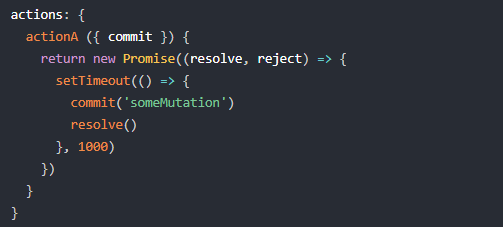 actions: {
  actionA ({ commit }) {
    return new Promise((resolve, reject) => {
      setTimeout(() => {
        commit('someMutation')
        resolve()
      }, 1000)
    })
  }
}